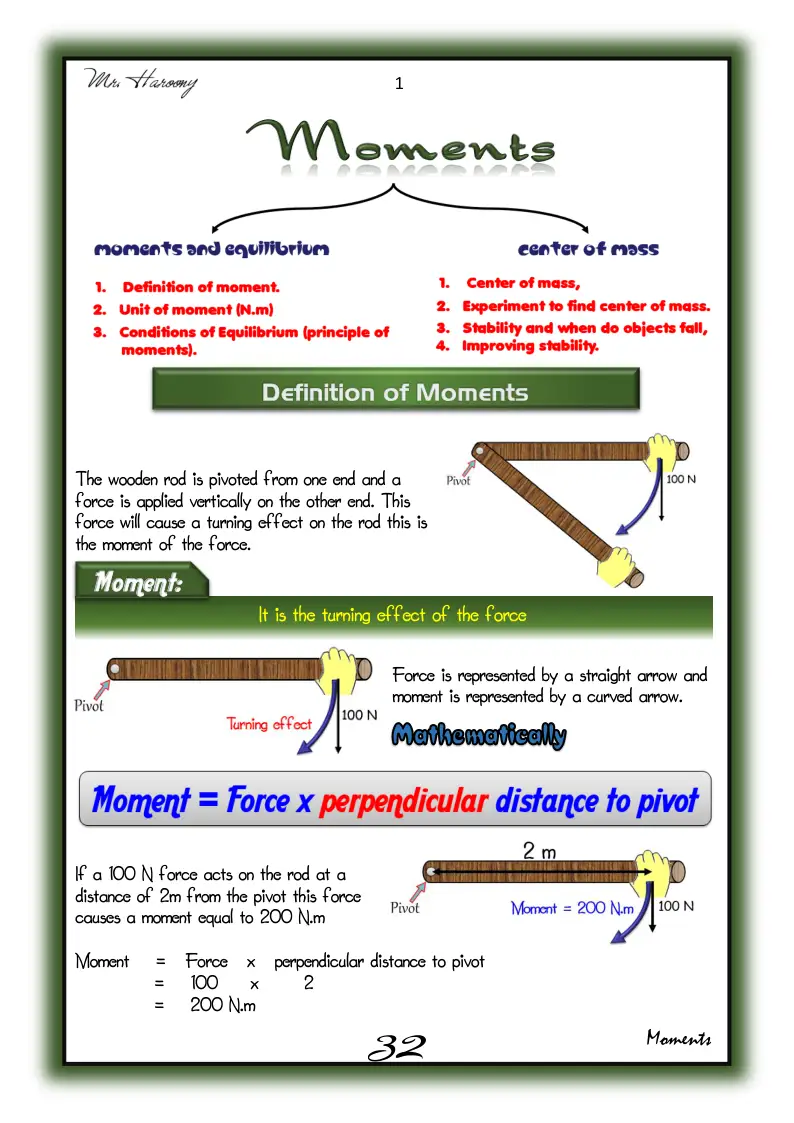 Mr. Haroony
1
Moments
moments and equilibrium
1. Definition of moment.
2. Unit of moment (N.m)
3. Conditions of Equilibrium (principle of
moments).
center of mass
1. Center of mass,
2. Experiment to find center of mass.
3. Stability and when do objects fall,
4. Improving stability.
Definition of Moments
The wooden rod is pivoted from one end and a
force is applied vertically on the other end. This
force will cause a turning effect on the rod this is
the moment of the force.
Pivot
100 N
Moment:
It is the turning effect of the force
Pivot
Turning effect
100 N
Force is represented by a straight arrow and
moment is represented by a curved arrow.
Mathematically
Moment = Force x perpendicular distance to pivot
If a 100 N force acts on the rod at a
distance of 2m from the pivot this force
causes a moment equal to 200 N.m
2 m
Pivot
Moment = 200 N.m
100 N
Moment = Force x perpendicular distance to pivot
= 100 x 2
= 200 N.m
32
Moments